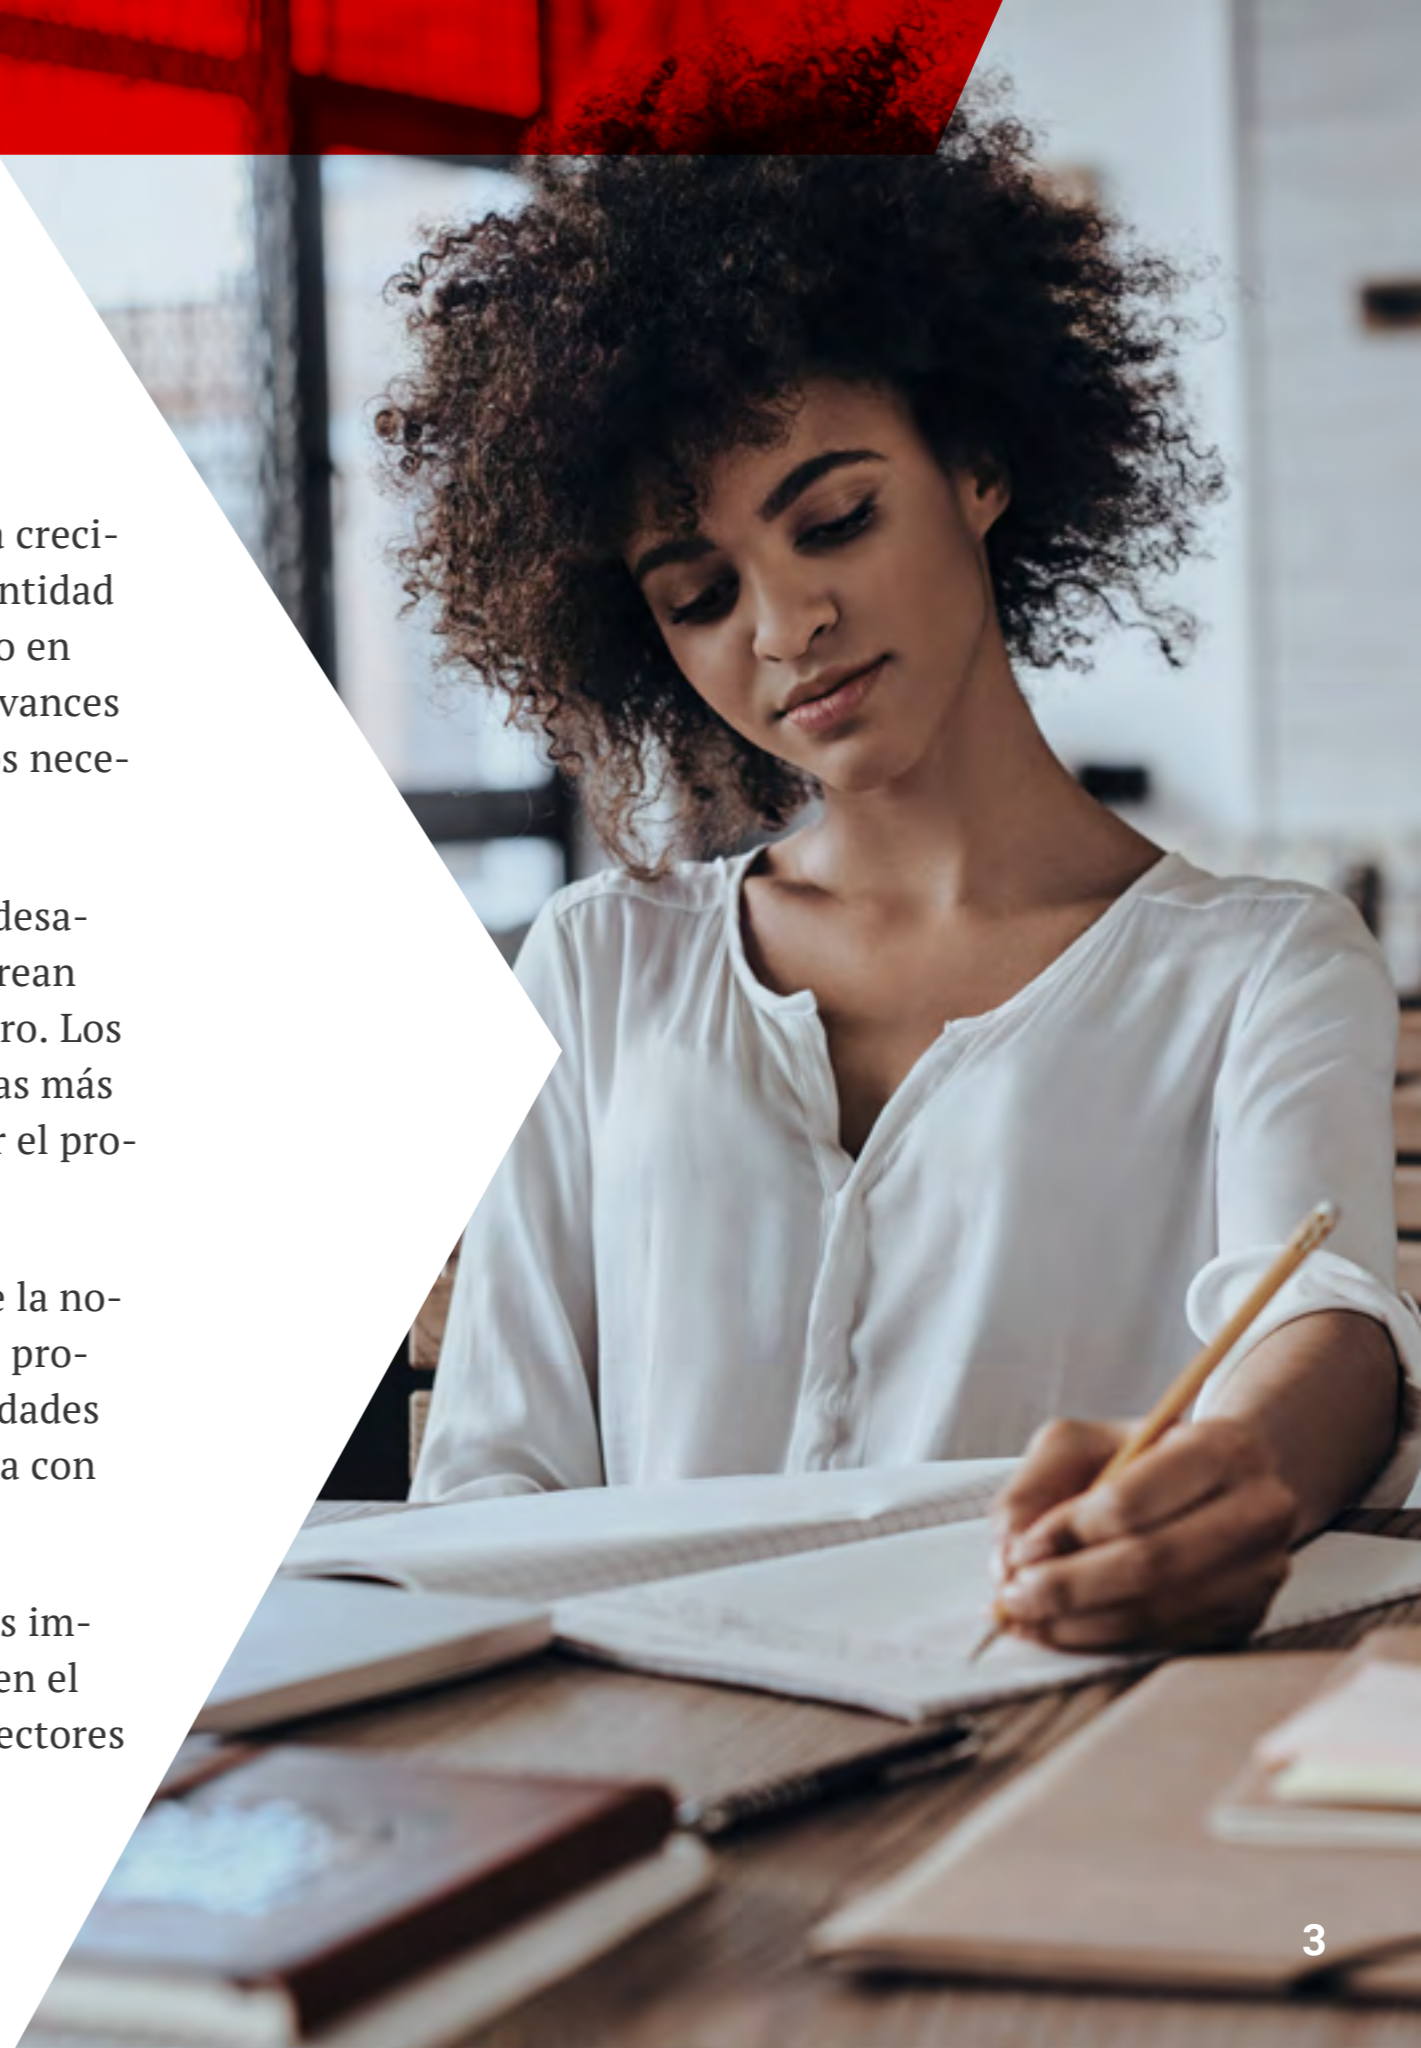 creci-
ntidad
o en
vances
s nece-
desa-
rean
ro. Los
as más
r el pro-
e la no-
pro-
dades
a con
s im-
en el
ectores
3